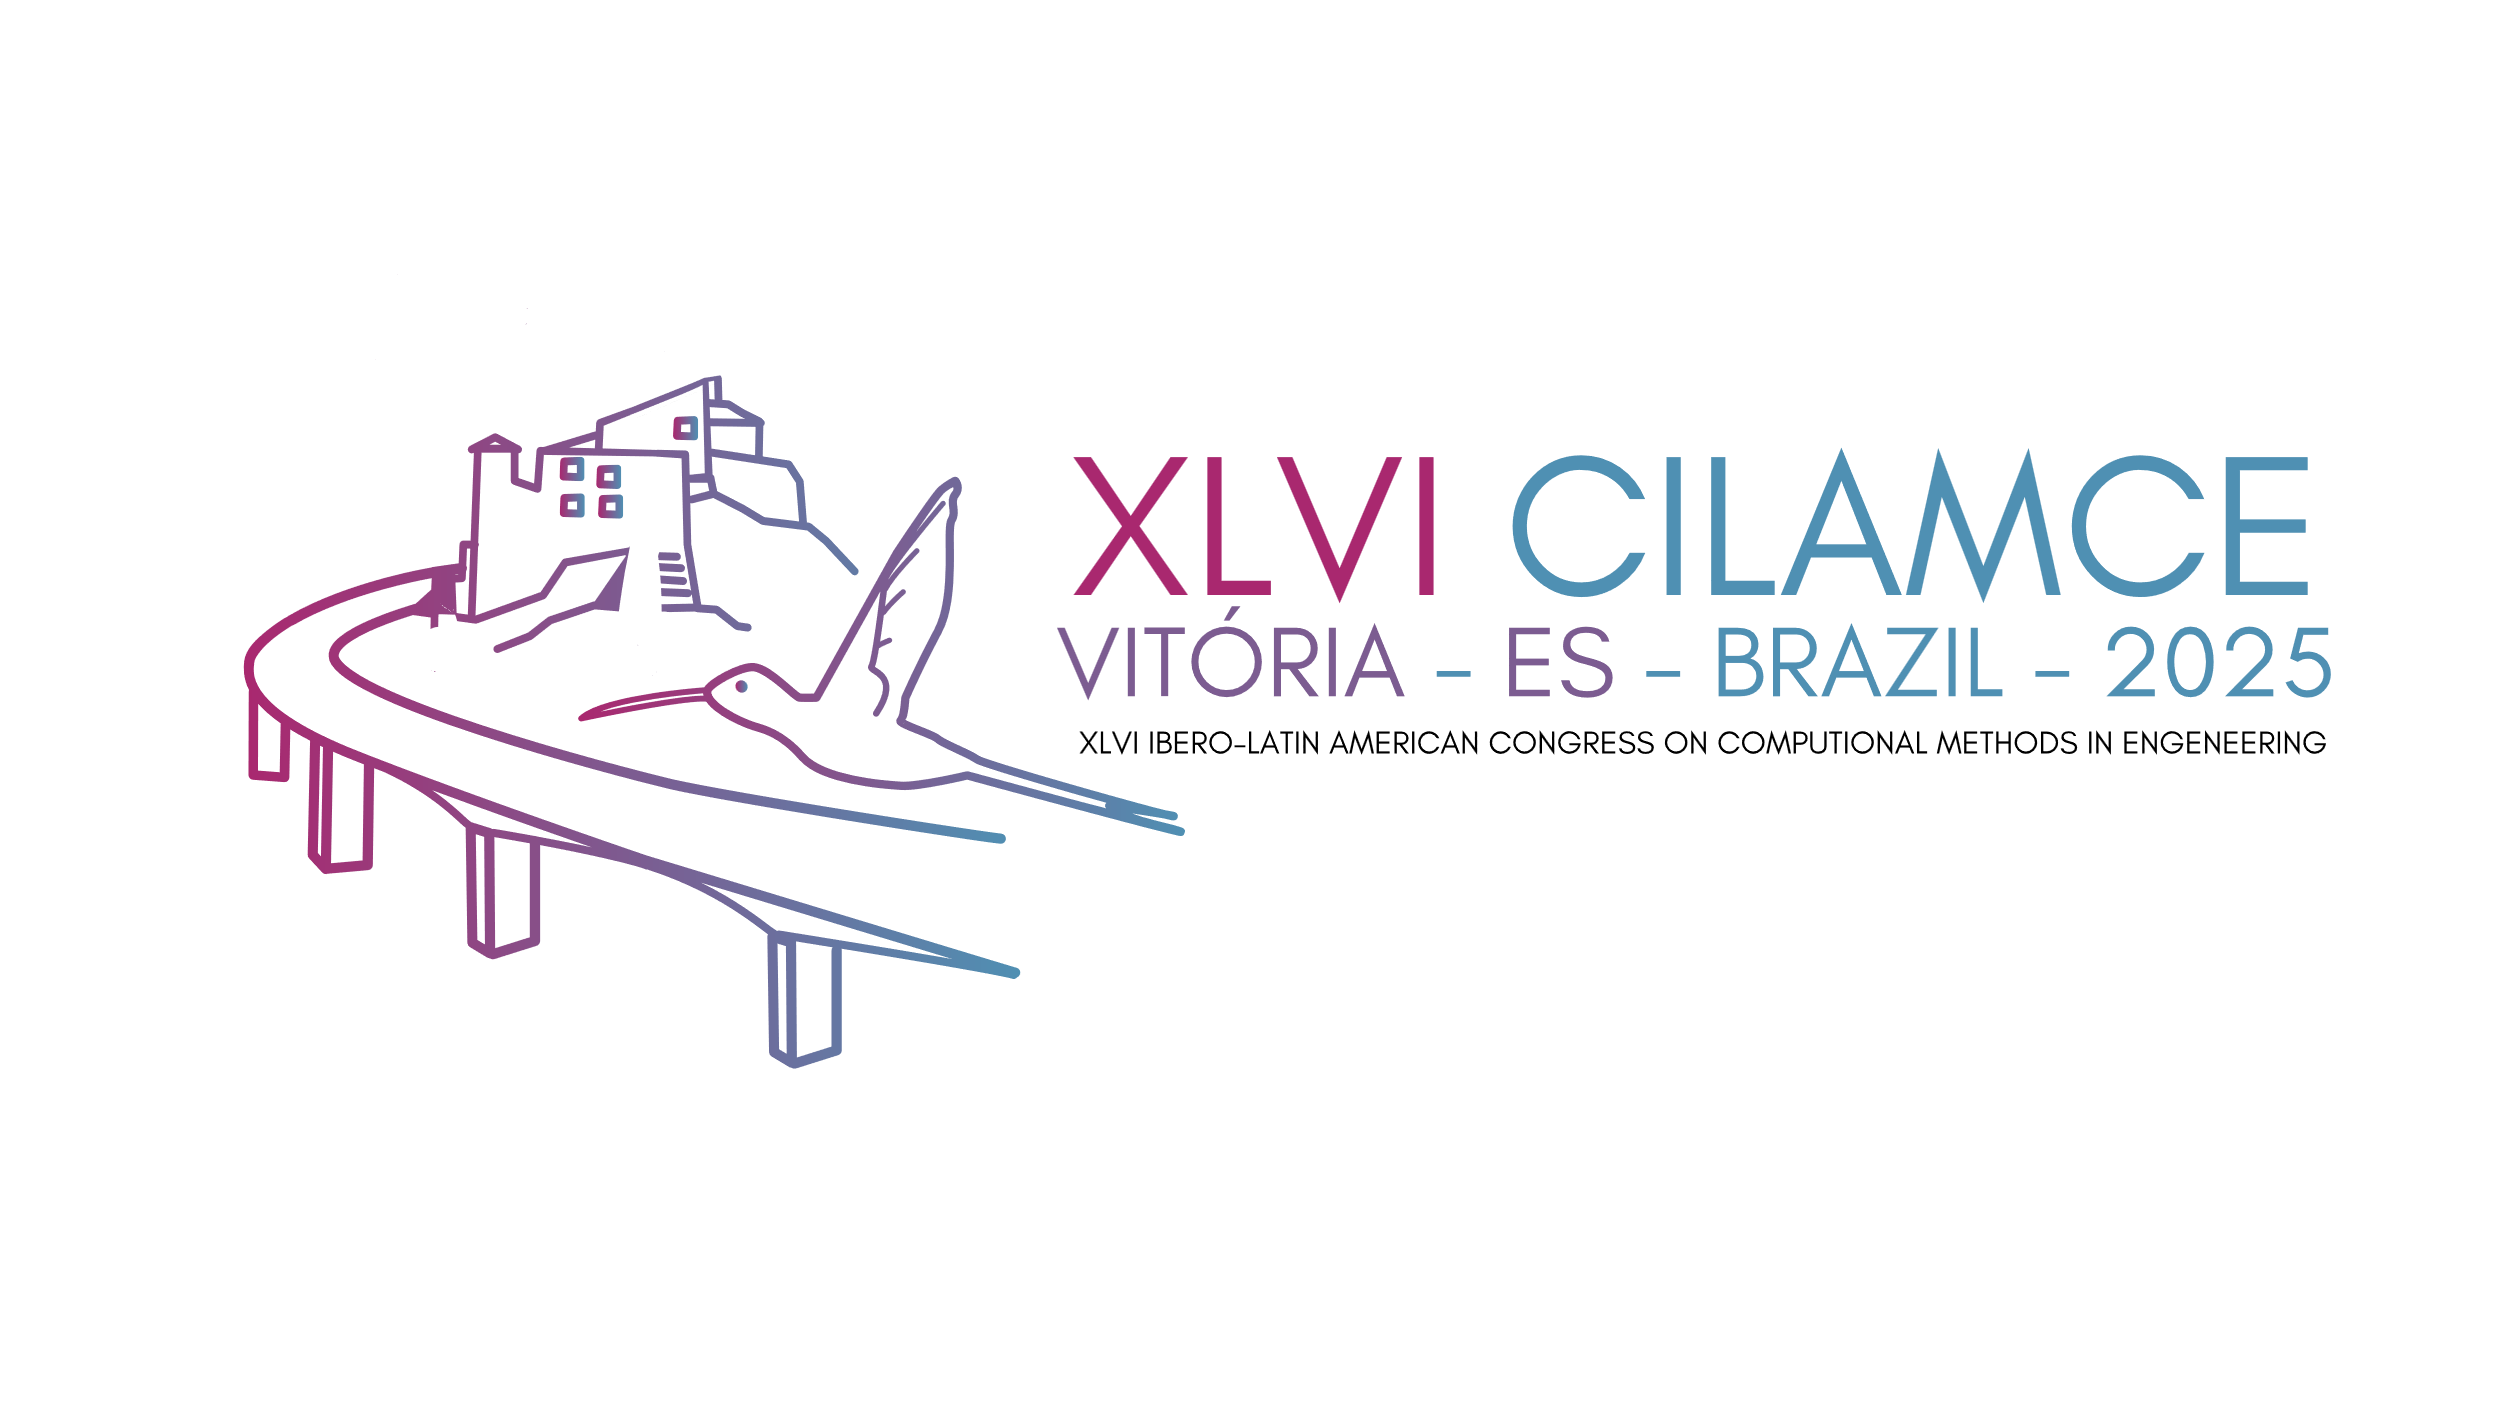 XLVI CILAMCE
VITÓRIA - ES - BRAZIL - 2025
XLVI IBERO-LATIN AMERICAN CONGRESS ON COMPUTIONAL METHODS IN ENGENEERING